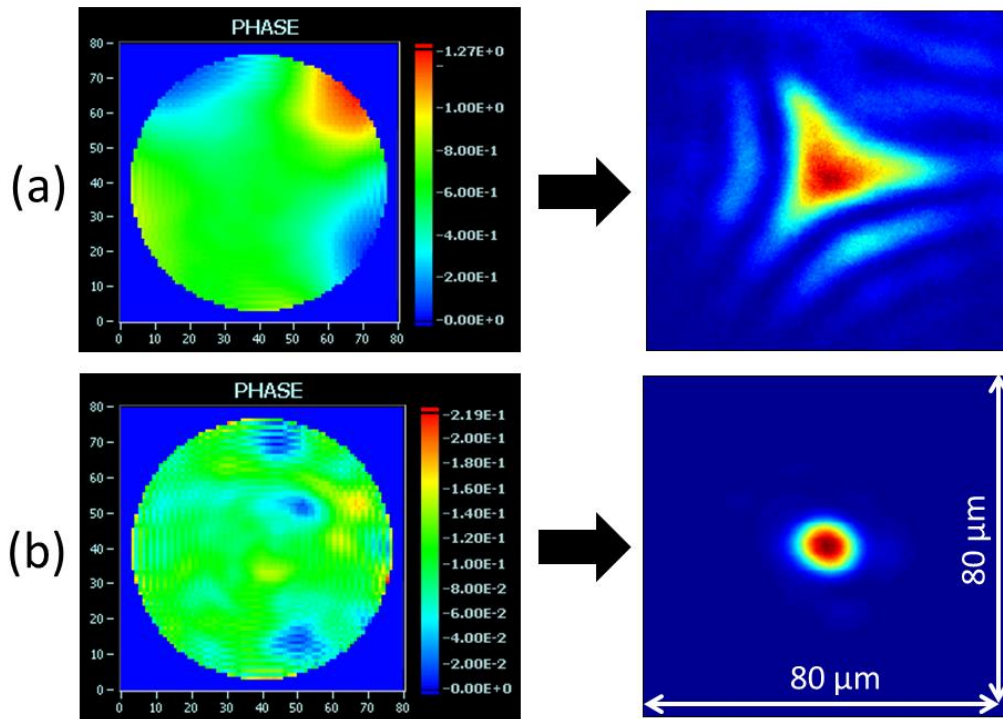 PHASE
80
70
60
50
40
30
20
10
0
0 10 20 30 40 50 60 70 80
-1.27E+0
-
-1.00E+0
-8.00E-1
-6.00E-1
-4.00E-1
-2.00E-1
-0.00E+0
(a)
PHASE
80
70
60
50
40
30
20
10
0
0 10 20 30 40 50 60 70 80
-2.19E-1
-2.00E-1
-1.80E-1
-1.60E-1
-1.40E-1
-1.20E-1
-1.00E-1
-8.00E-2
-6.00E-2
-4.00E-2
-2.00E-2
-0.00E+0
(b)
80 μm
80 μm